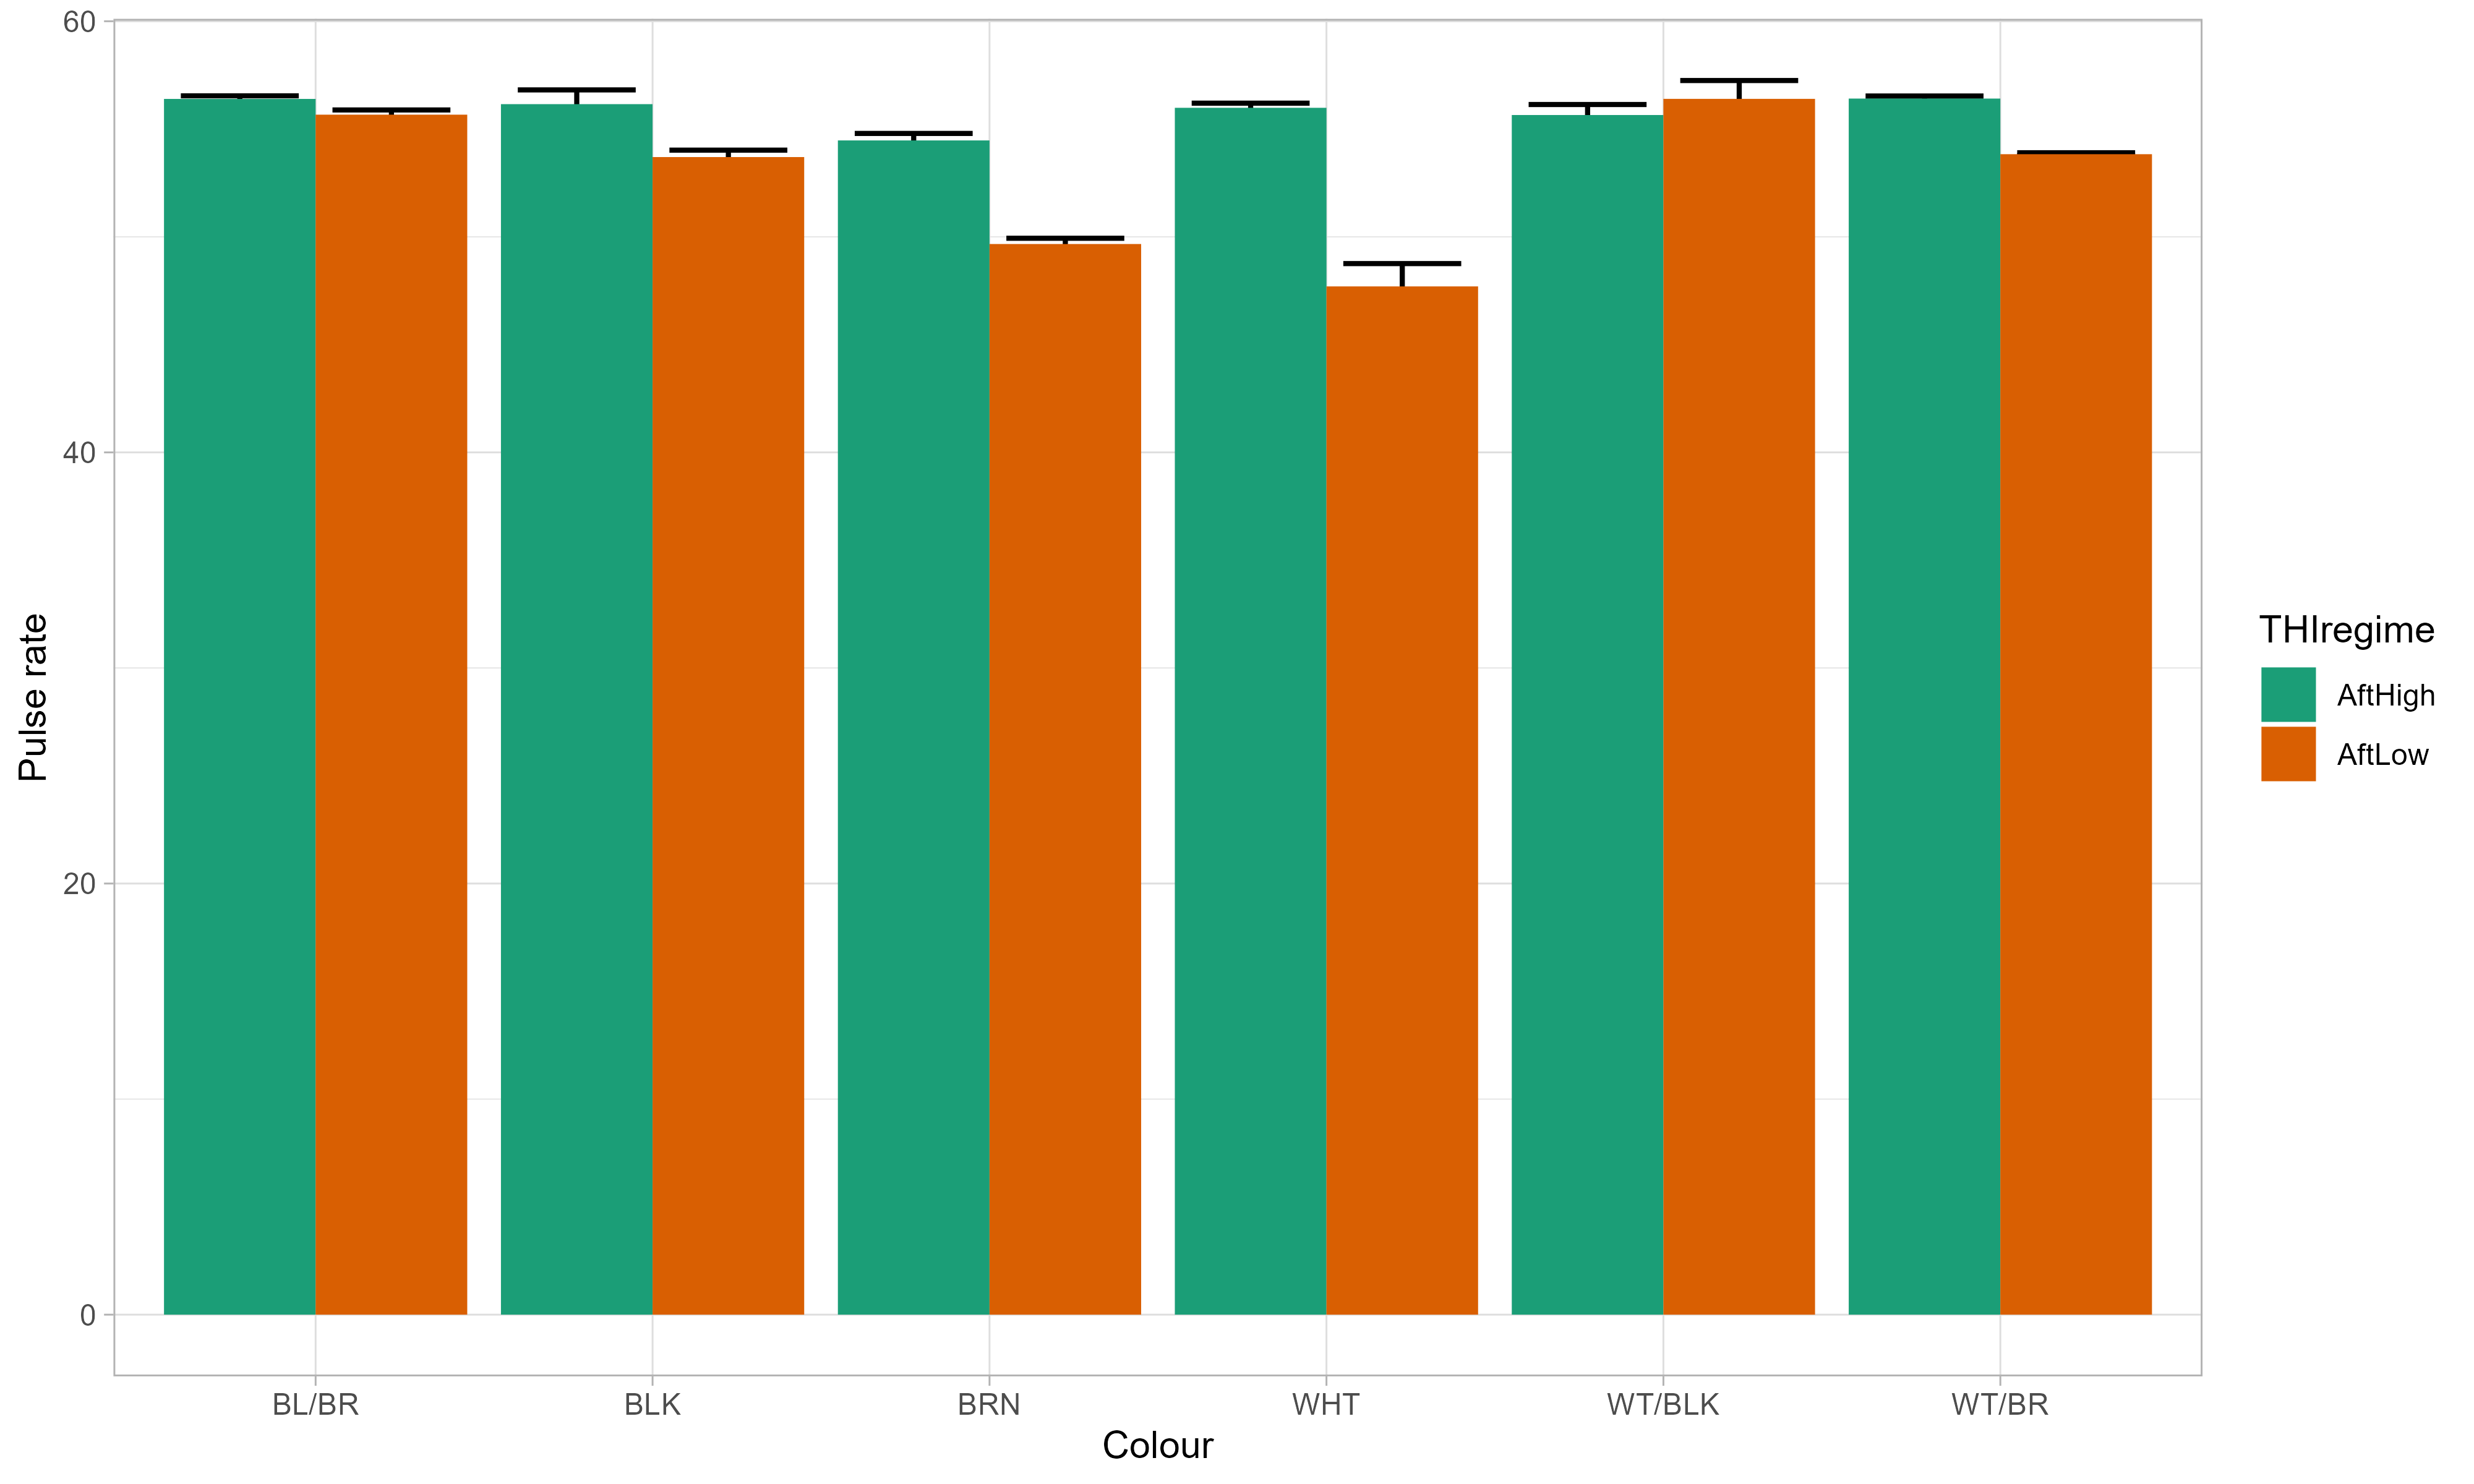 60
40
20
0
Pulse rate
BL/BR BLK BRN WHT WT/BLK WT/BR
Colour
THIregime
AftHigh
AftLow